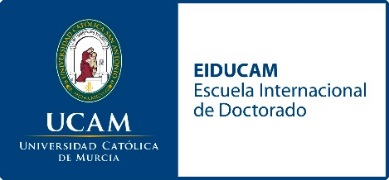 UCAM
UNIVERSIDAD CATÓLICA
DE MURCIA
EIDUCAM
Escuela Internacional
de Doctorado